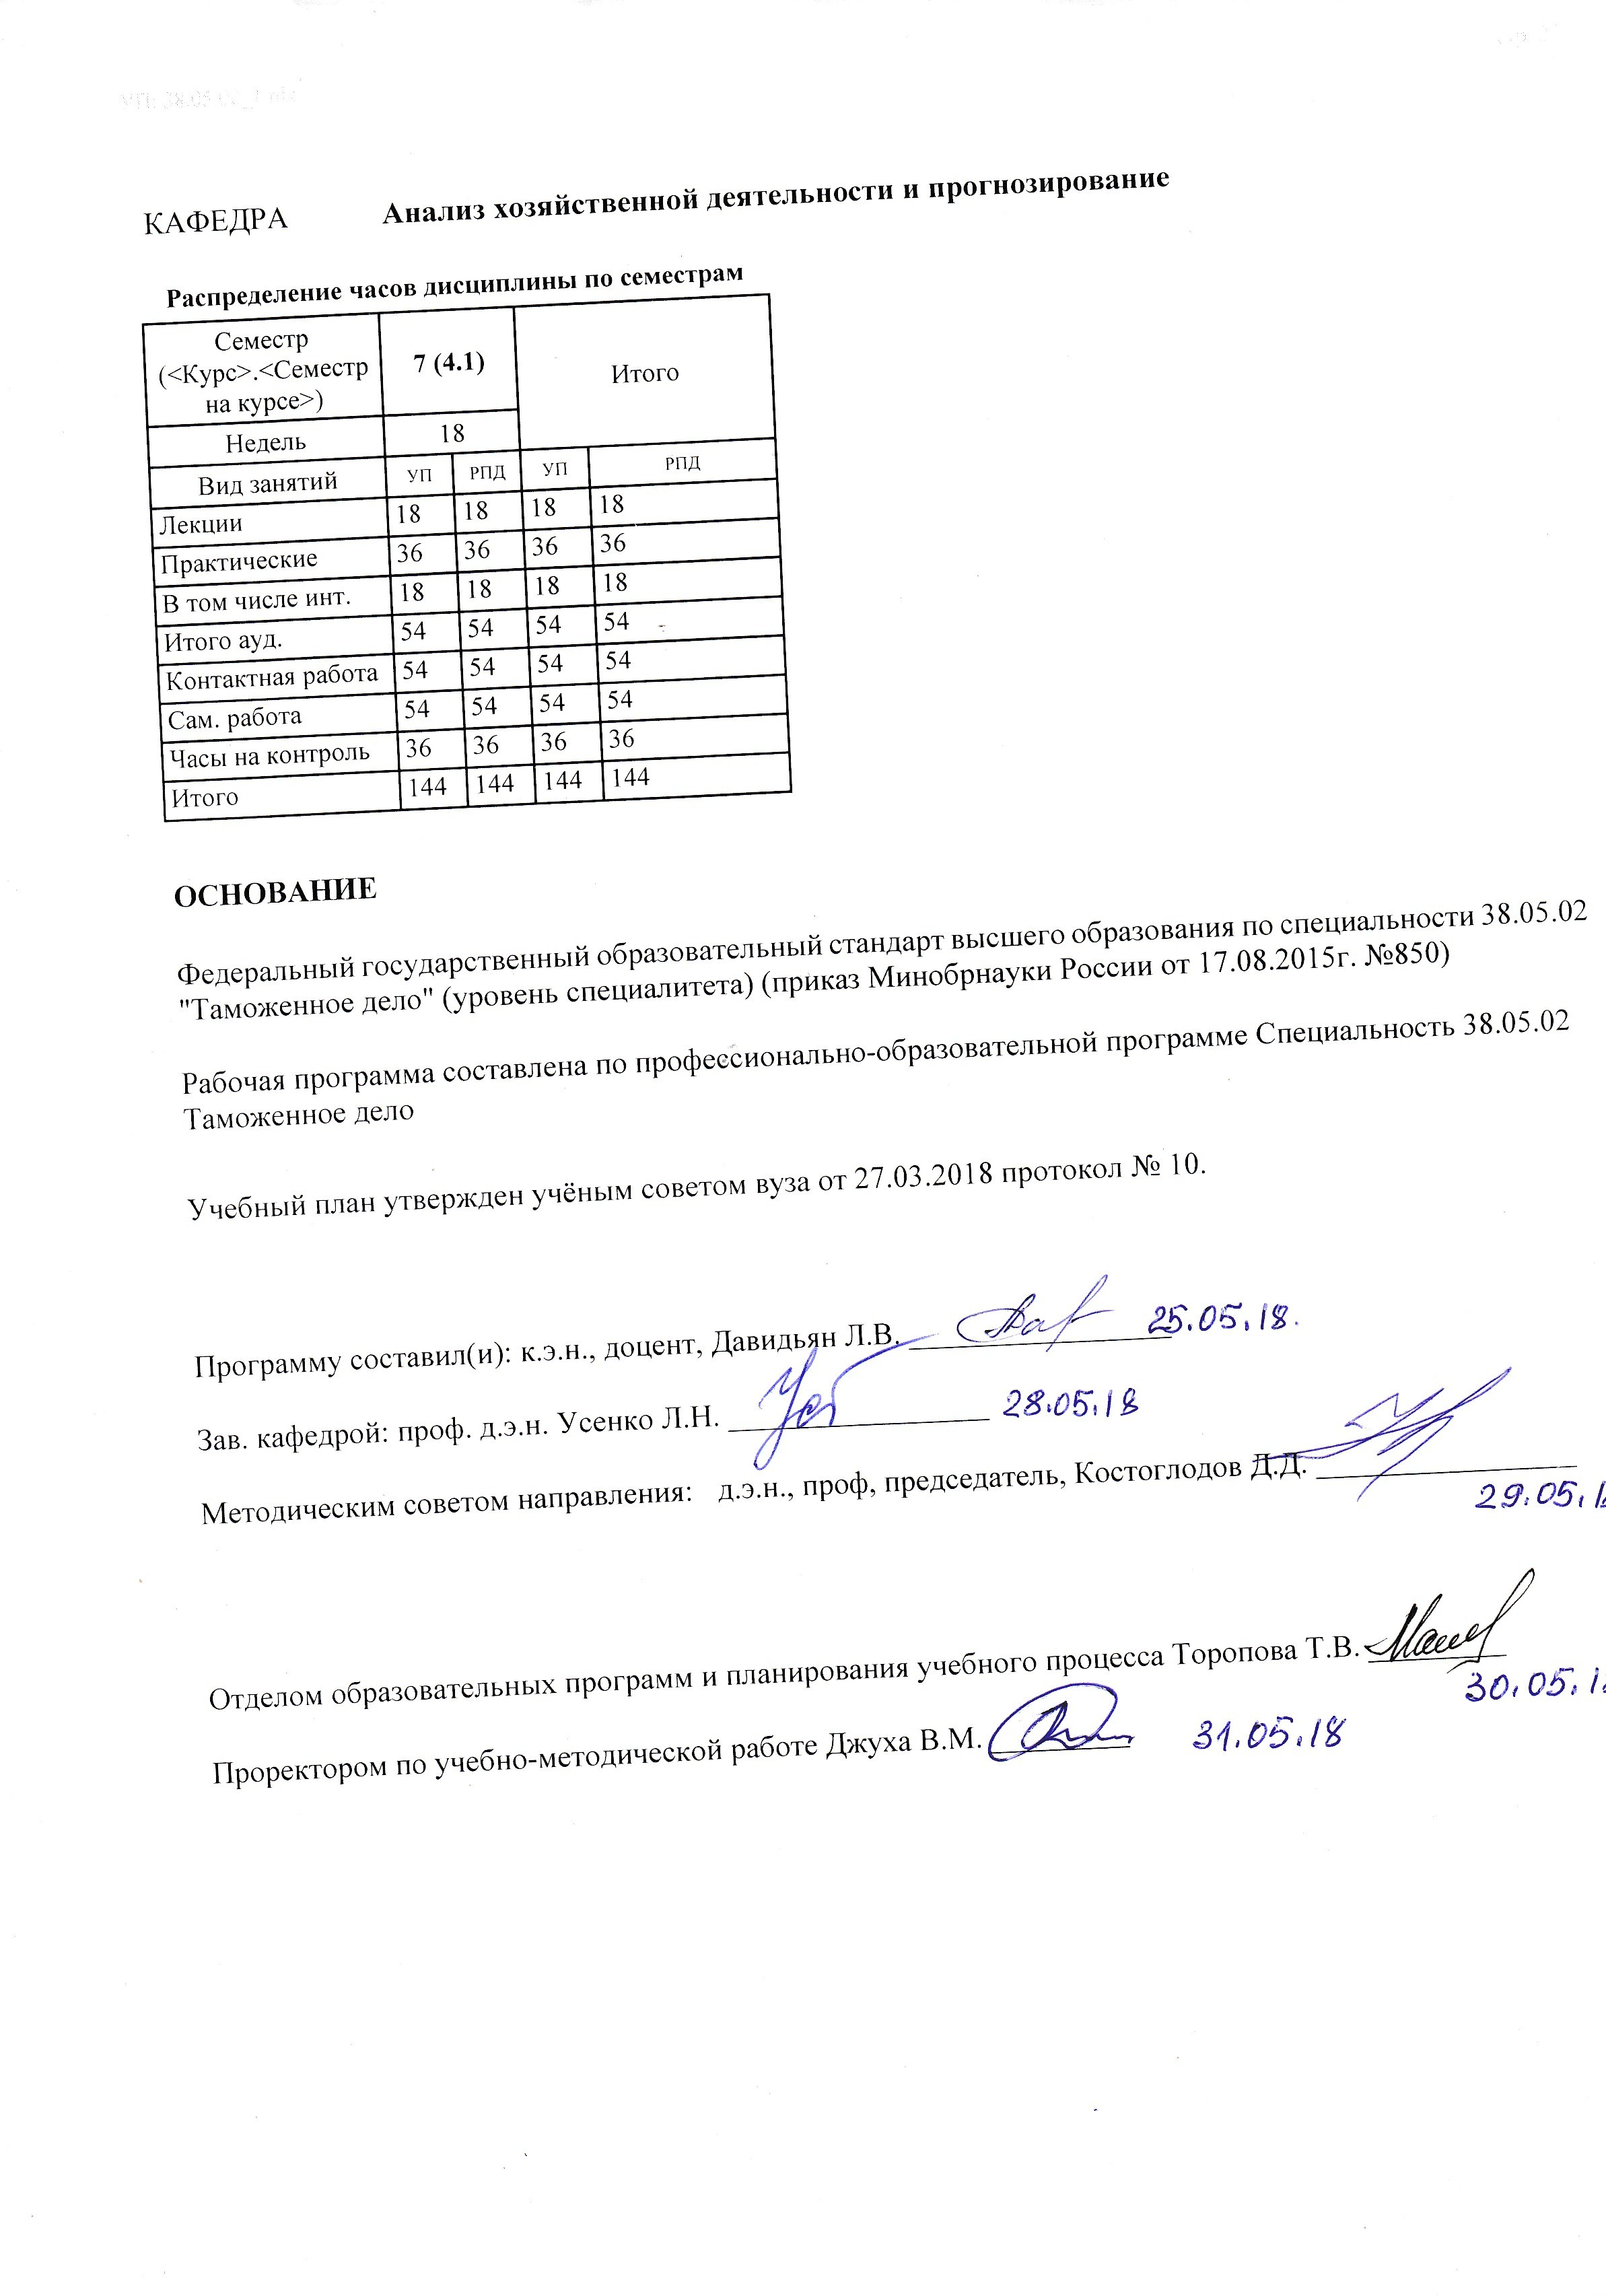 КАФЕДРА Анализ хозяйственной деятельности и прогнозирование
Распределение часов дисциплины по семестрам
Семестр
(<Курс>.<Семестр
на курсе>)
7 (4.1)
Итого
Недель 18
Вид занятий УП РПД УП РПД
Лекции 18 18 18 18
Практические 36 36 36 36
В том числе инт. 18 18 18 18
Итого ауд. 54 54 54 54
Контактная работа 54 54 54 54
Сам. работа 54 54 54 54
Часы на контроль 36 36 36 36
Итого 144 144 144 144
ОСНОВАНИЕ
Федеральный государственный образовательный стандарт высшего образования по специальности 38.05.02
"Таможенное дело" (уровень специалитета) (приказ Минобрнауки России от 17.08.2015г. №850)
Рабочая программа составлена по профессионально-образовательной программе Специальность 38.05.02
Таможенное дело
Учебный план утвержден учёным советом вуза от 27.03.2018 протокол № 10.
Программу составил(и): к.э.н., доцент, Давидьян Л.В. 25.05.18.
Зав. кафедрой: проф. д.э.н. Усенко Л.Н. 28.05.18
Методическим советом направления: д.э.н., проф, председатель, Костоглодов Д.Д.
29.05.1
Отделом образовательных программ и планирования учебного процесса Торопова Т.В.
30.05.1
Проректором по учебно-методической работе Джуха В.М. 31.05.18